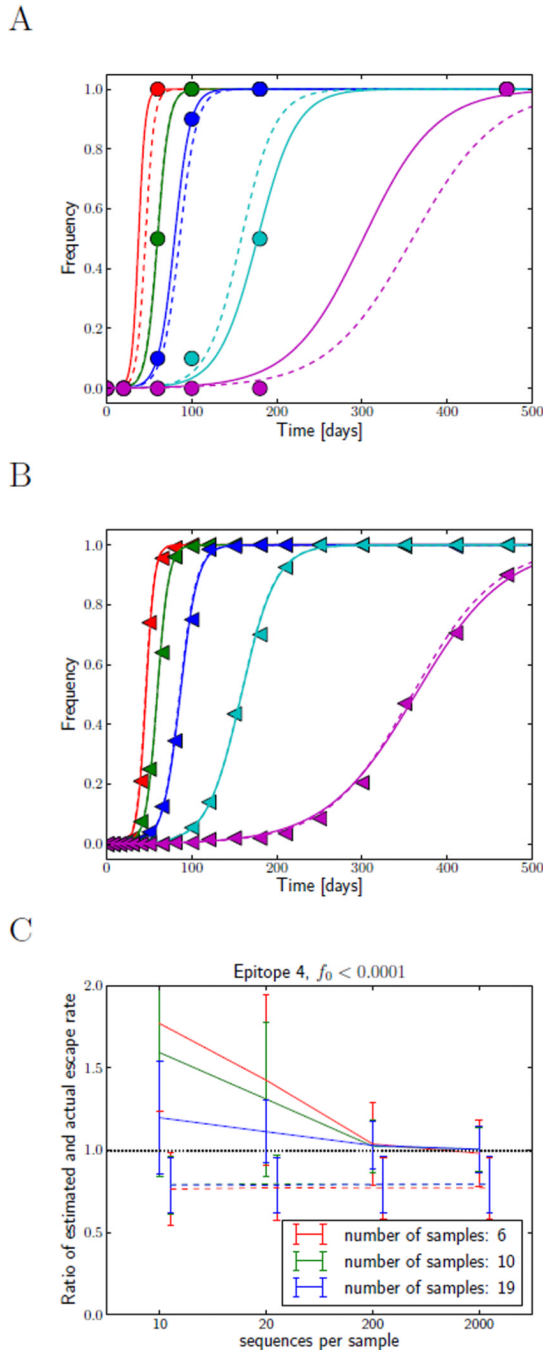 A
1.0
0.8
0.6
0.4
0.2
0.0
Frequency
0
100
200
300
400
500
Time [days]
B
1.0
0.8
0.6
0.4
0.2
0.0
Frequency
0
100
200
300
400
500
Time [days]
C
Epitope 4, f₀ < 0.0001
2.0
1.5
1.0
0.5
0.0
Ratio of estimated and actual escape rate
number of samples: 6
number of samples: 10
number of samples: 19
10
20
200
2000
sequences per sample